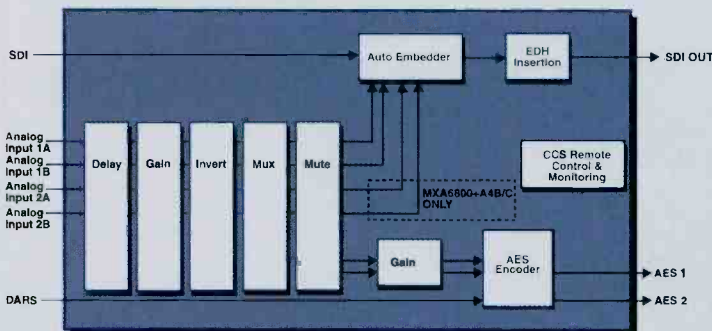 SDI
Auto Embedder
EDH
Insertion
SDI OUT
Analog
Input 1A
Analog
Input 1B
Analog
Input 2A
Analog
Input 2B
Delay
Gain
Invert
Mux
Mute
CCS Remote
Control &
Monitoring
MXA6800+A4B/C
ONLY
Gain
AES
Encoder
AES 1
DARS
AES 2